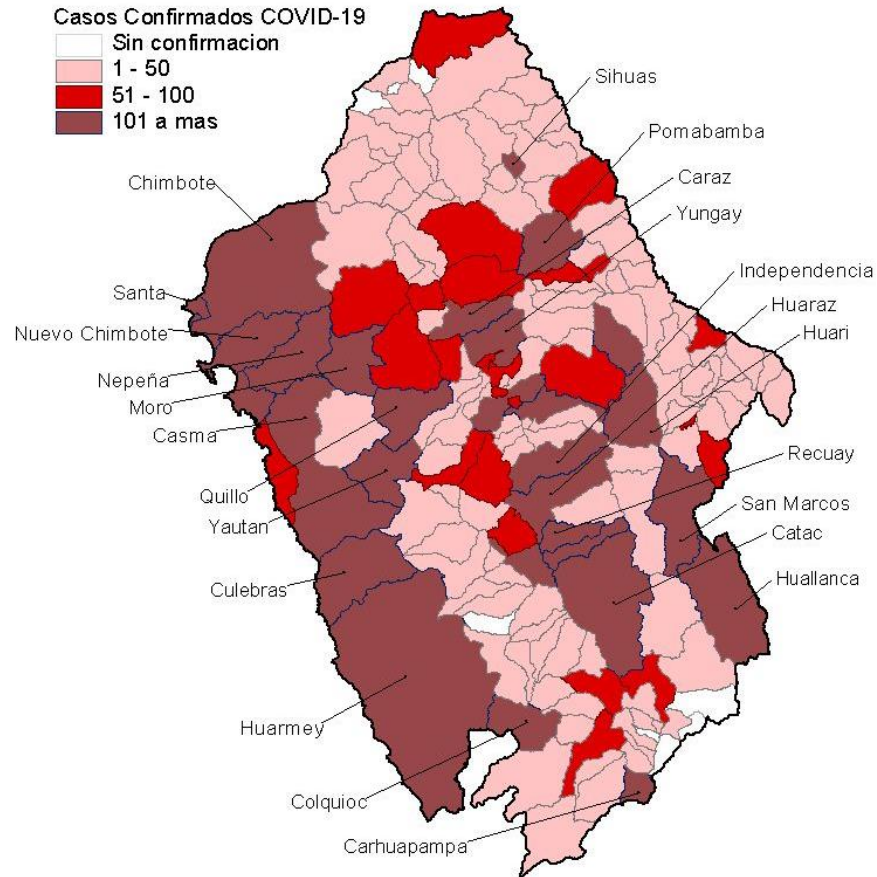 Casos Confirmados COVID-19
Sin confirmacion
1 - 50
51 - 100
101 a mas
Sihuas
Pomabamba
Caraz
Yungay
Chimbote
Independencia
Huaraz
Huari
Santa
Nuevo Chimbote
Nepeña
Moro
Casma
Quillo
Yautan
Recuay
San Marcos
Catac
Huallanca
Culebras
Huarmey
Colquioc
Carhuapampa